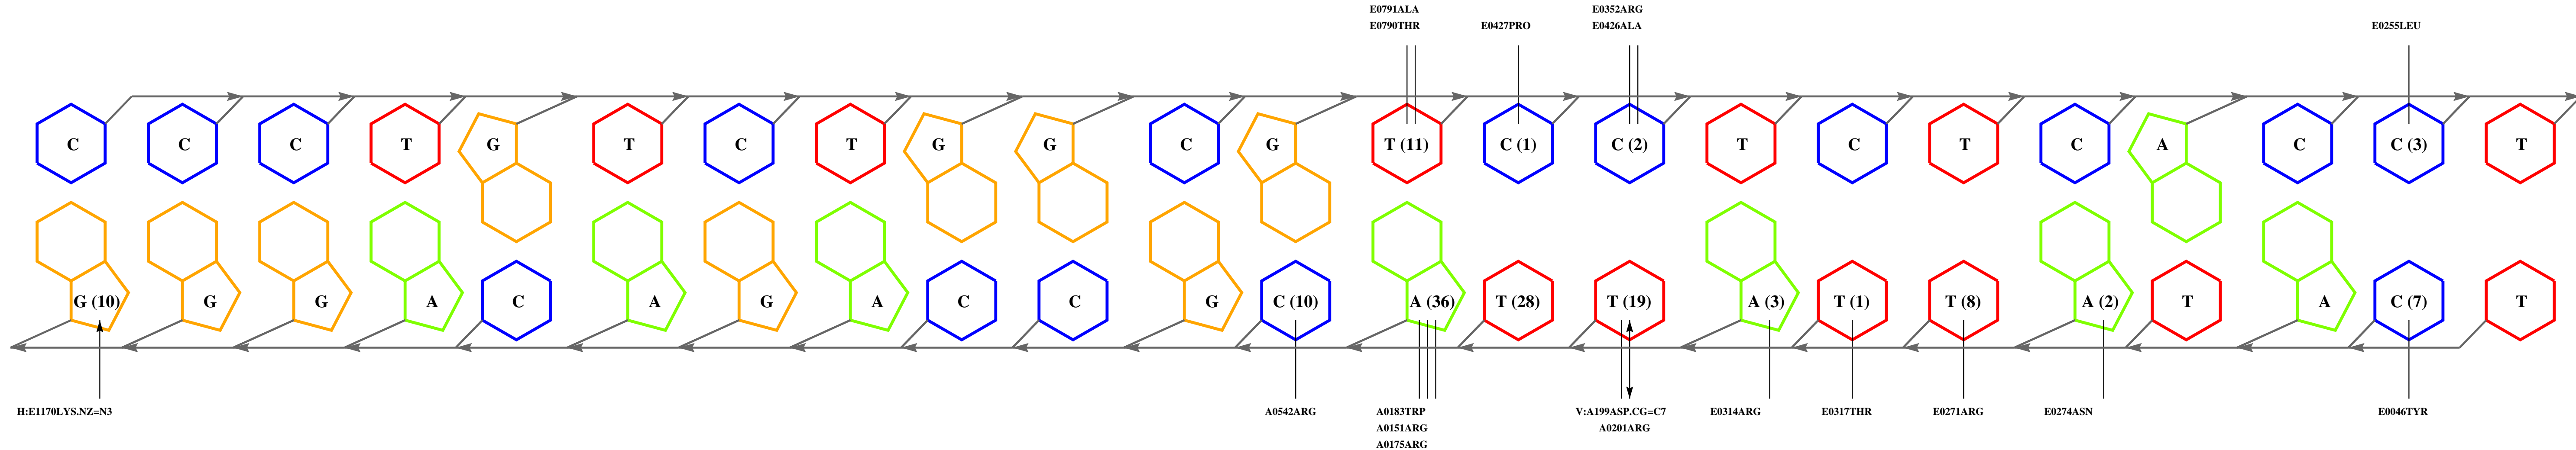 E0791ALA E0352ARG
E0790THR E0427PRO E0426ALA E0255LEU
C C C T G T C T G G C G T (11) C (1) C (2) T C T C A C C (3) T
G (10) G G A C A G A C C G C (10) A (36) T (28) T (19) A (3) T (1) T (8) A (2) T A C (7) T
H:E1170LYS.NZ=N3 A0542ARG A0183TRP V:A199ASP.CG=C7 E0314ARG E0317THR E0271ARG E0274ASN E0046TYR
A0151ARG A0201ARG
A0175ARG